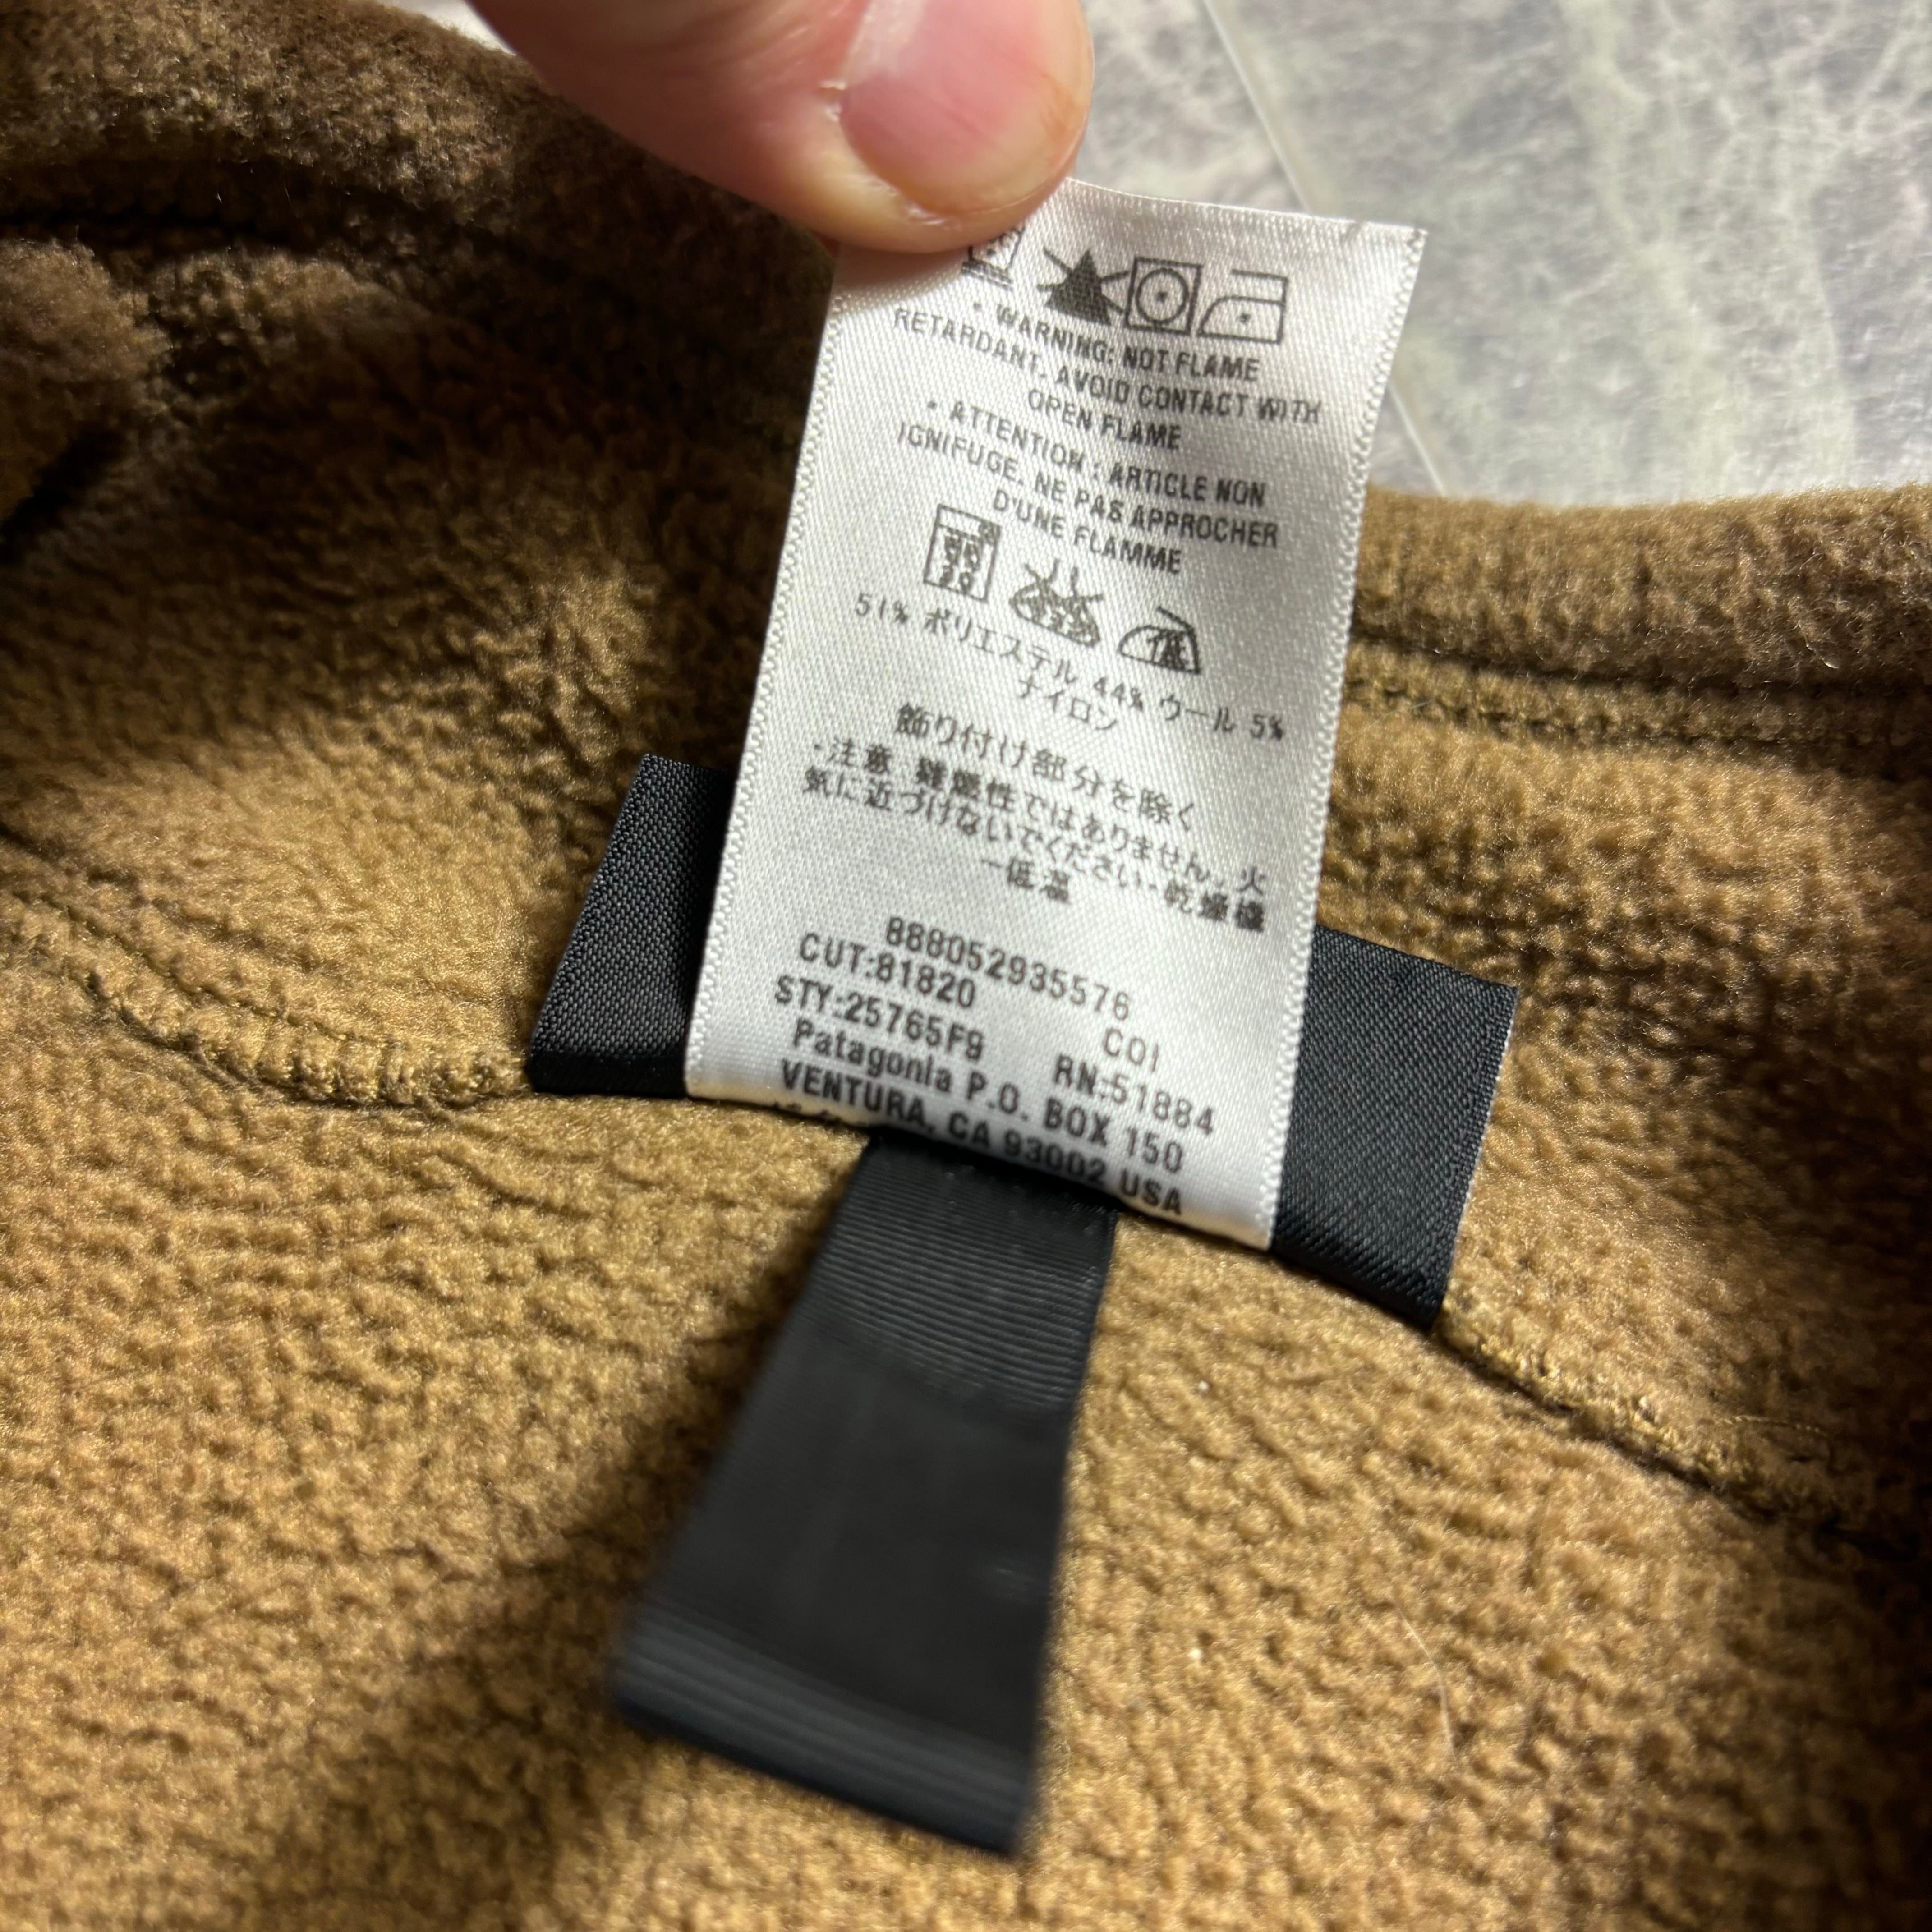 • WARNING: NOT FLAME
RETARDANT. AVOID CONTACT WITH
OPEN FLAME
• ATTENTION : ARTICLE NON
IGNIFUGE. NE PAS APPROCHER
D'UNE FLAMME
低
51% ポリエステル 44% ウール 5%
ナイロン
飾り付け部分を除く
・注意 難燃性ではありません。火
気に近づけないでください・乾燥機
－低温
888052935576
CUT:81820
STY:25765F9 COI
RN:51884
Patagonia P.O. BOX 150
VENTURA, CA 93002 USA